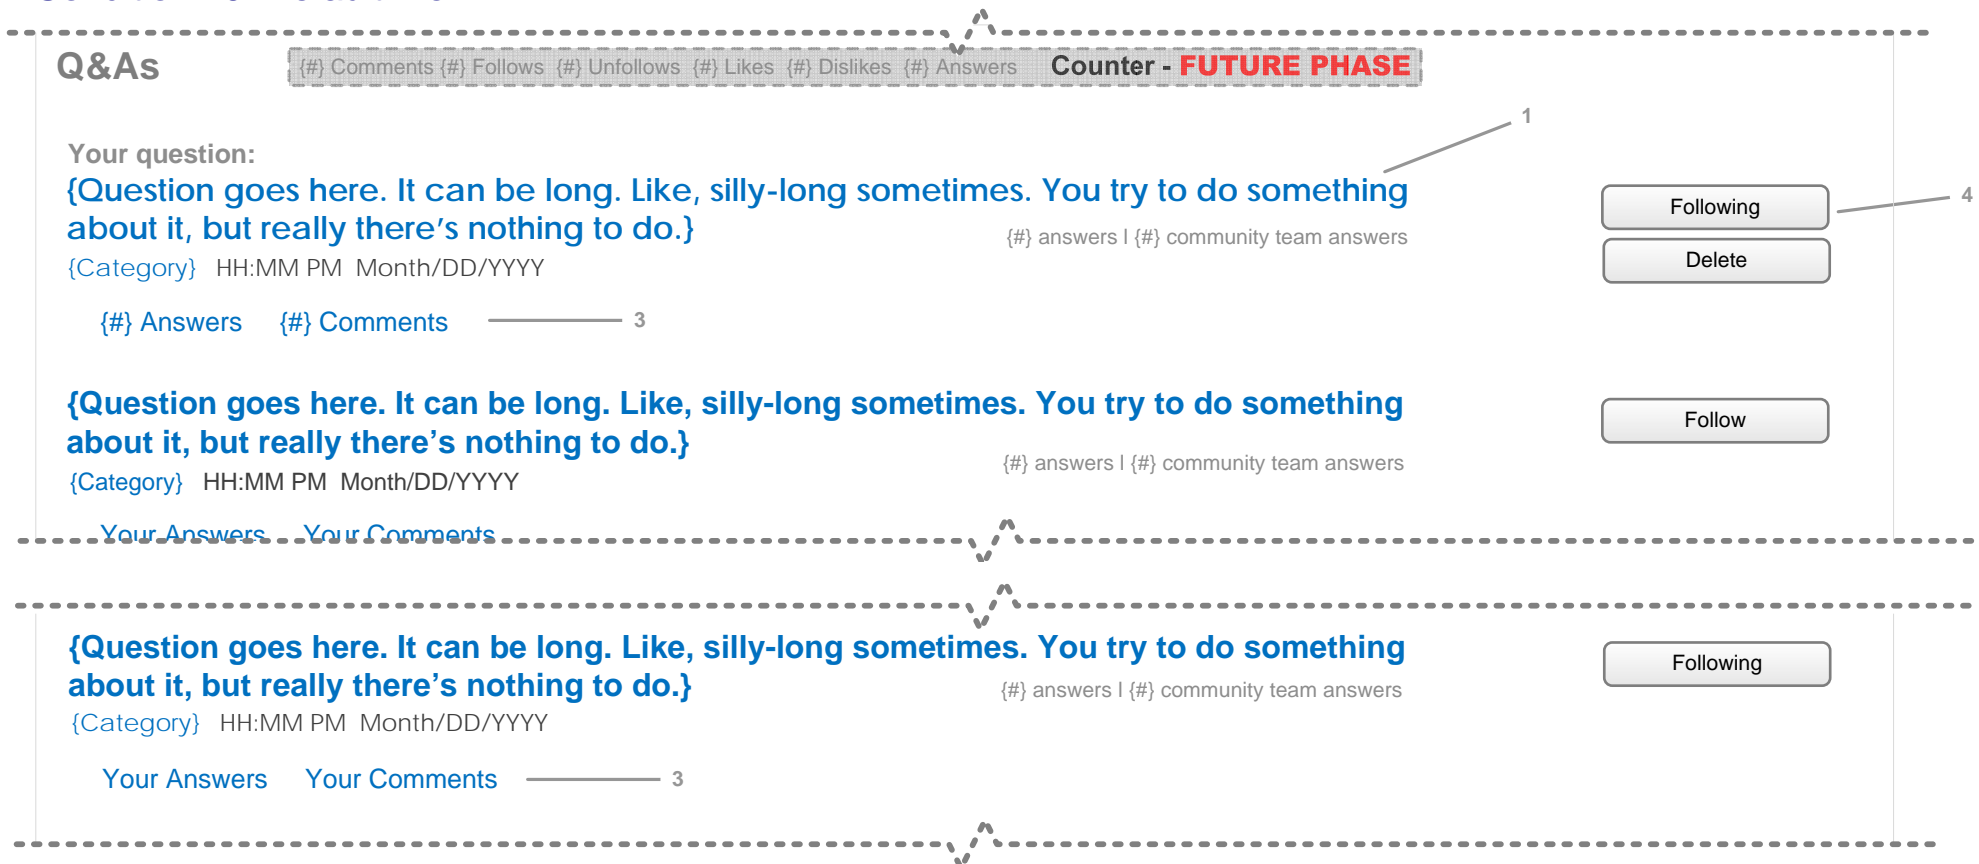 Q&As
{#} Comments {#} Follows {#} Unfollows {#} Likes {#} Dislikes {#} Answers Counter - FUTURE PHASE
1
Your question:
{Question goes here. It can be long. Like, silly-long sometimes. You try to do something
about it, but really there's nothing to do.}
{#} answers I {#} community team answers
Following
4
Delete
{Category} HH:MM PM Month/DD/YYYY
{#} Answers {#} Comments
3
{Question goes here. It can be long. Like, silly-long sometimes. You try to do something
about it, but really there’s nothing to do.}
{#} answers I {#} community team answers
Follow
{Category} HH:MM PM Month/DD/YYYY
Your Answers Your Comments
{Question goes here. It can be long. Like, silly-long sometimes. You try to do something
about it, but really there’s nothing to do.}
{#} answers I {#} community team answers
Following
{Category} HH:MM PM Month/DD/YYYY
Your Answers Your Comments
3